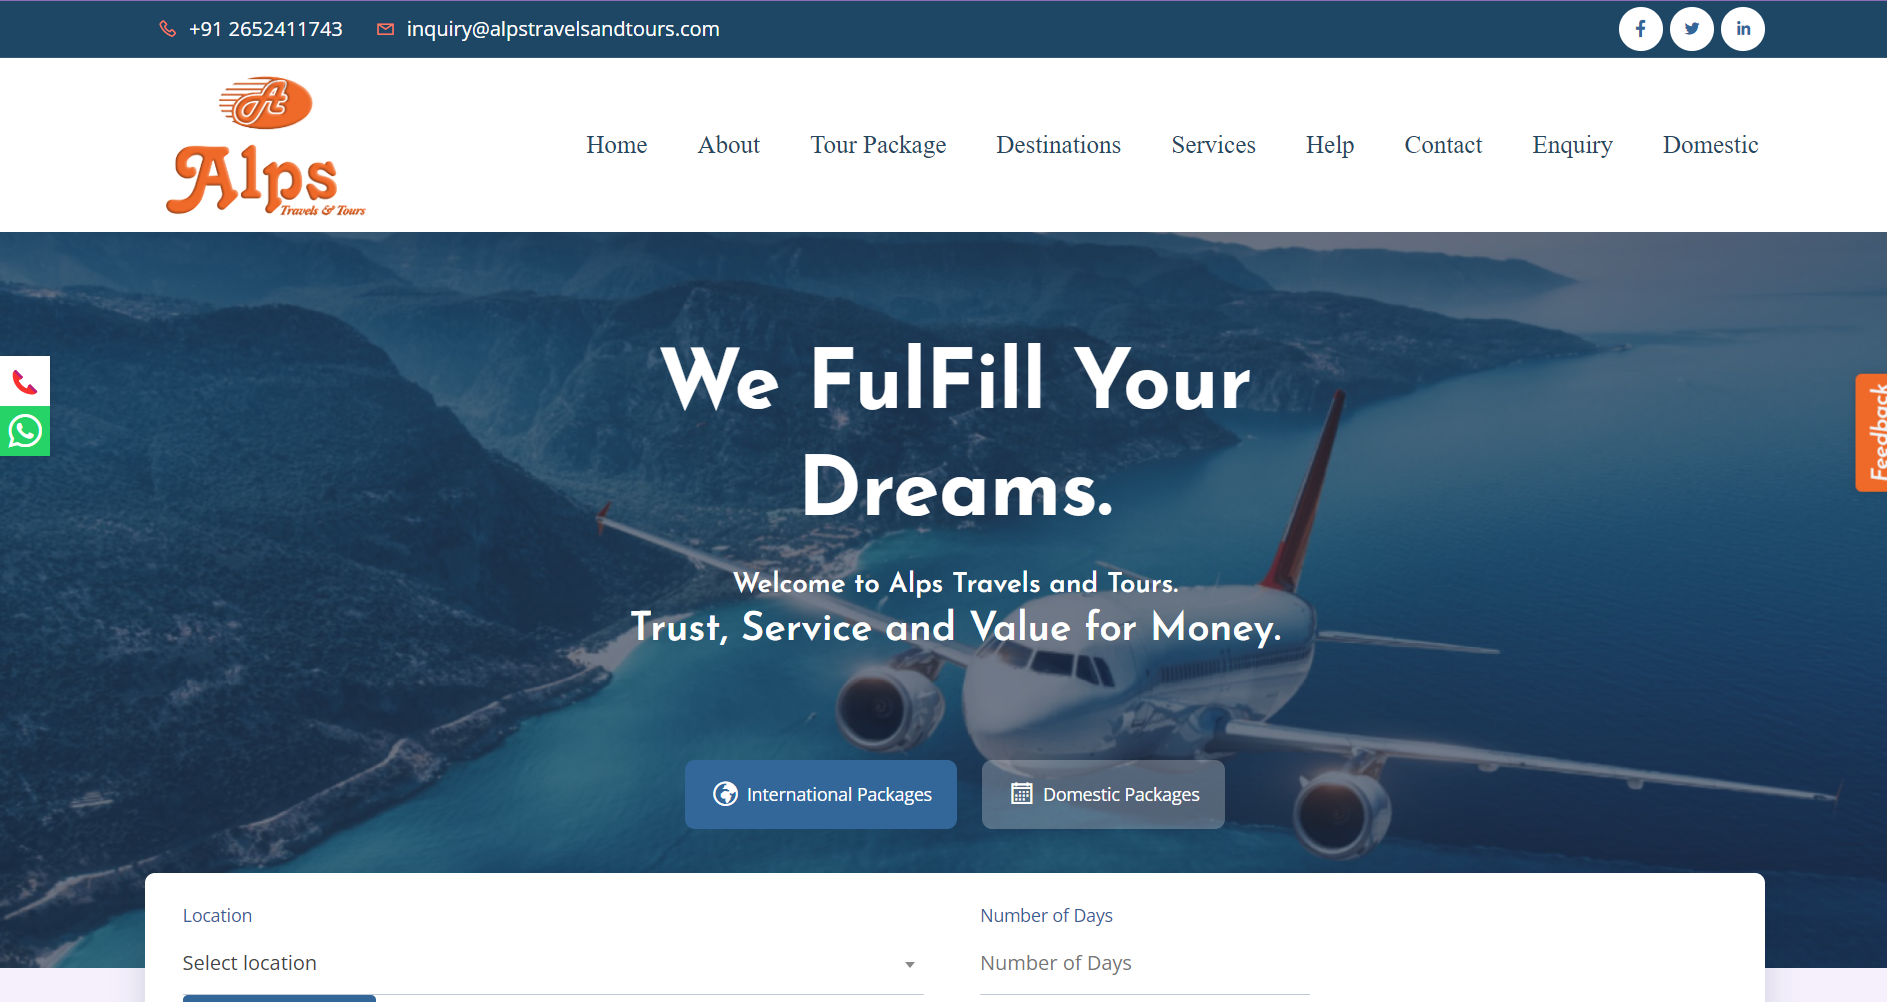 +91 2652411743 inquiry@alpstravelsandtours.com
A
Alps
Travels & Tours
Home About Tour Package Destinations Services Help Contact Enquiry Domestic
We FulFill Your
Dreams.
Feedback
Welcome to Alps Travels and Tours.
Trust, Service and Value for Money.
International Packages Domestic Packages
Location Number of Days
Select location Number of Days